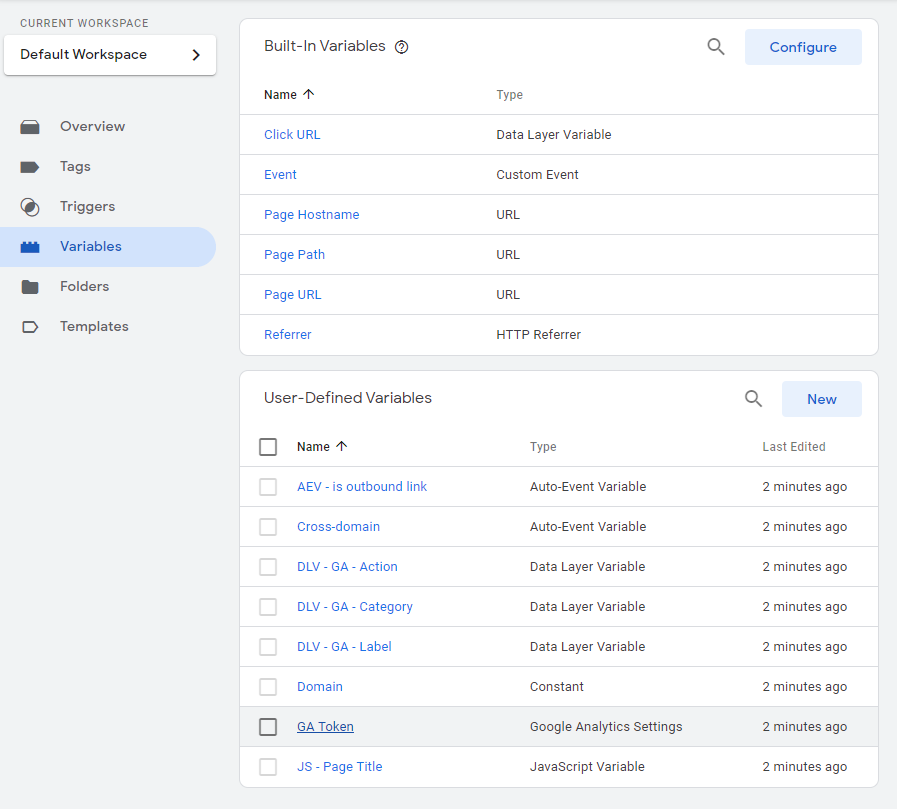 CURRENT WORKSPACE
Default Workspace
Overview
Tags
Triggers
Variables
Folders
Templates
Built-In Variables
Configure
Name Type
Click URL Data Layer Variable
Event Custom Event
Page Hostname URL
Page Path URL
Page URL URL
Referrer HTTP Referrer
User-Defined Variables
New
Name Type Last Edited
AEV - is outbound link Auto-Event Variable 2 minutes ago
Cross-domain Auto-Event Variable 2 minutes ago
DLV - GA - Action Data Layer Variable 2 minutes ago
DLV - GA - Category Data Layer Variable 2 minutes ago
DLV - GA - Label Data Layer Variable 2 minutes ago
Domain Constant 2 minutes ago
GA Token Google Analytics Settings 2 minutes ago
JS - Page Title JavaScript Variable 2 minutes ago